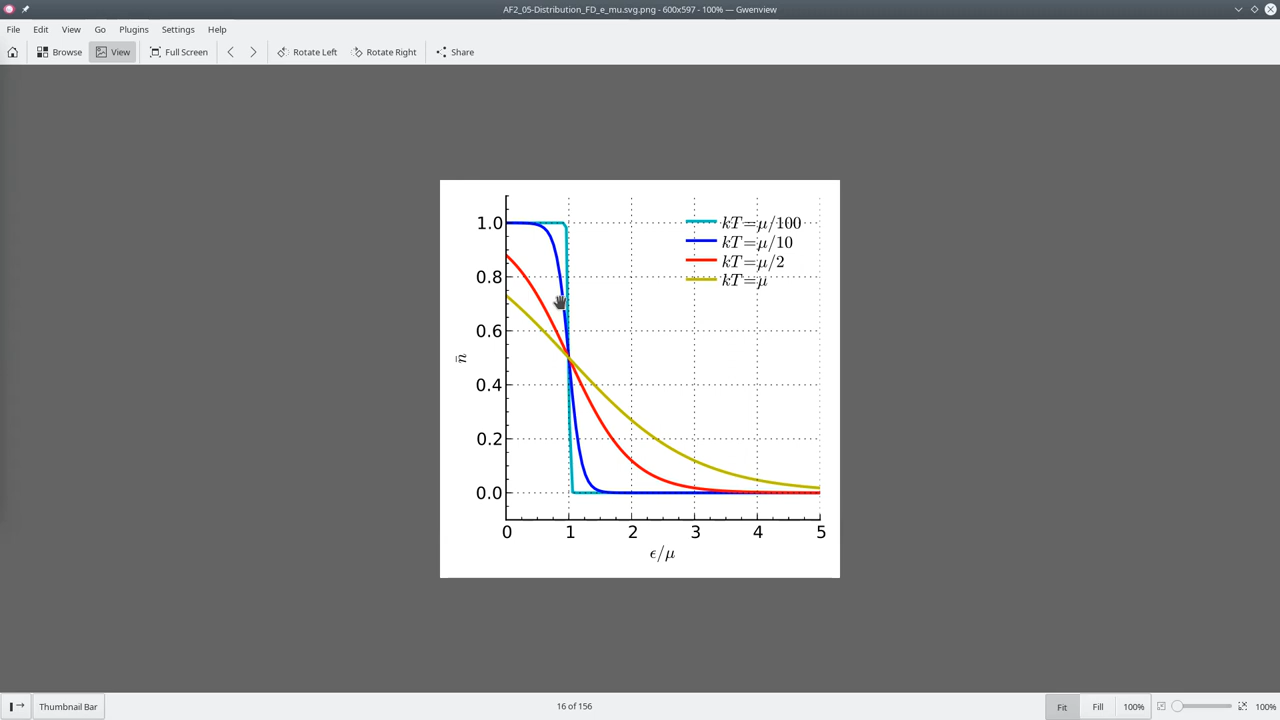 AF2_05-Distribution_FD_e_mu.svg.png - 600x597 - 100% — Gwenview
File Edit View Go Plugins Settings Help
Browse View Full Screen Rotate Left Rotate Right Share
1.0
0.8
0.6
0.4
0.2
0.0
n̄
kT=μ/100
kT=μ/10
kT=μ/2
kT=μ
0 1 2 3 4 5
ϵ/μ
Thumbnail Bar 16 of 156 Fit Fill 100% 100%